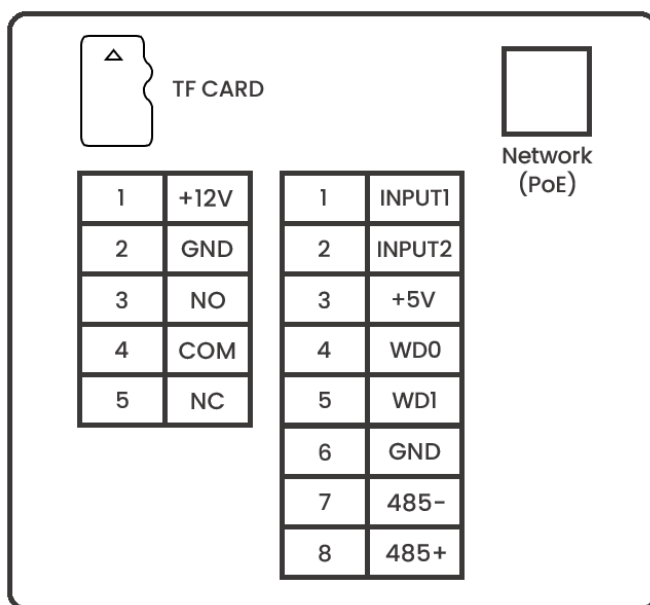 TF CARD
Network
(PoE)
1 +12V
2 GND
3 NO
4 COM
5 NC
1 INPUT1
2 INPUT2
3 +5V
4 WD0
5 WD1
6 GND
7 485-
8 485+